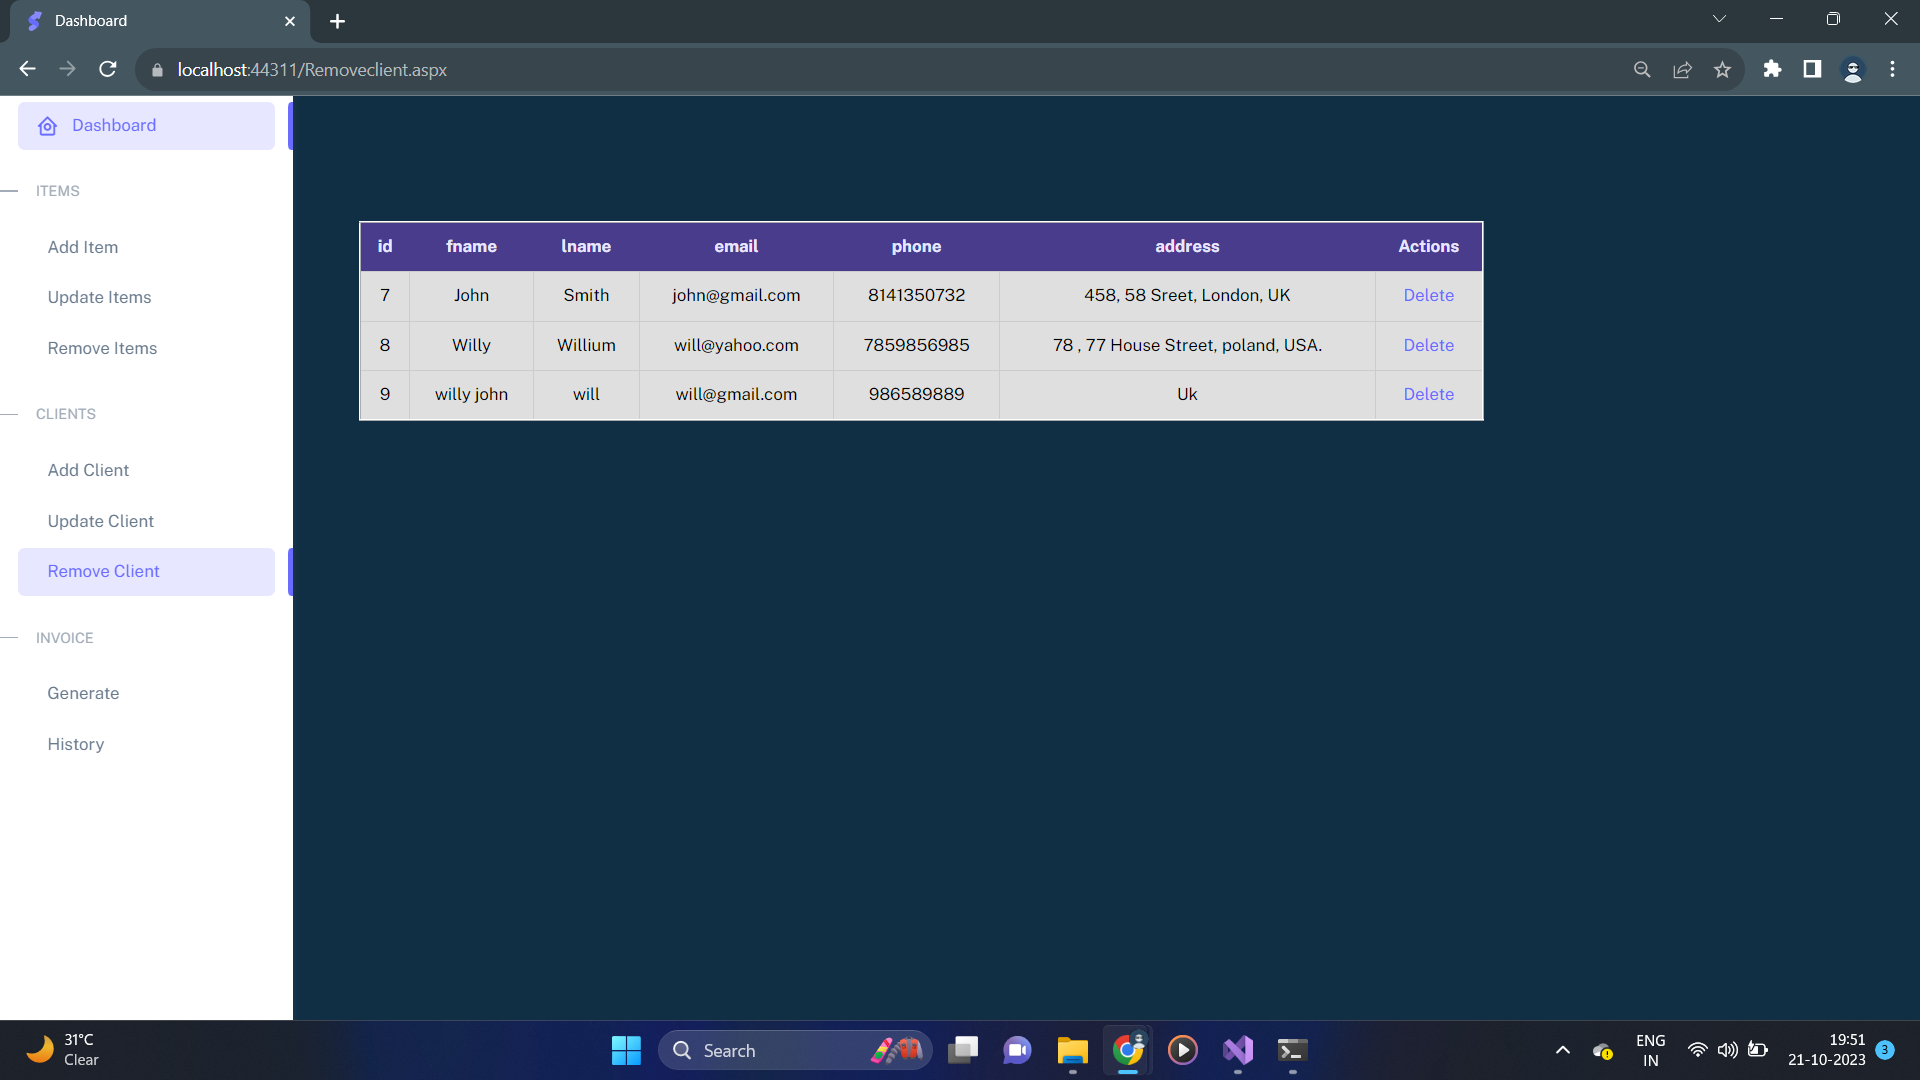 Dashboard
localhost:44311/Removeclient.aspx
Dashboard
ITEMS
Add Item
Update Items
Remove Items
CLIENTS
Add Client
Update Client
Remove Client
INVOICE
Generate
History
id fname lname email phone address Actions
7 John Smith john@gmail.com 8141350732 458, 58 Sreet, London, UK Delete
8 Willy Willium will@yahoo.com 7859856985 78 , 77 House Street, poland, USA. Delete
9 willy john will will@gmail.com 986589889 Uk Delete
31°C
Clear
Search
ENG
IN
19:51
21-10-2023
3